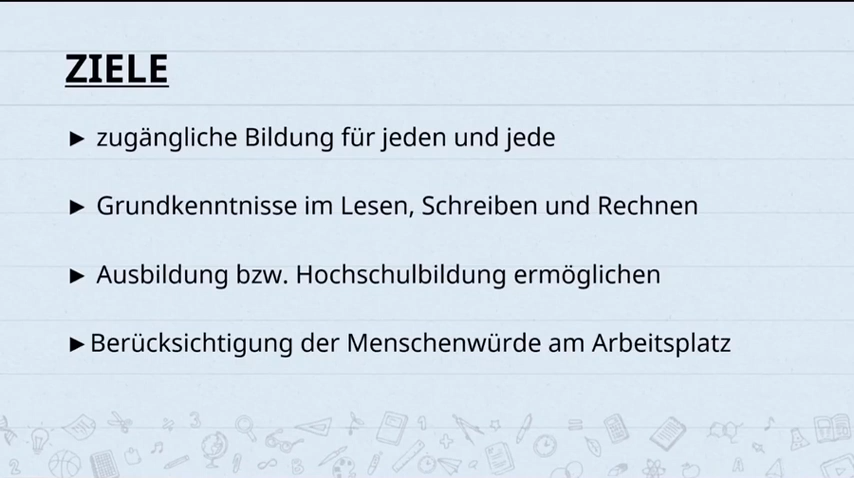 ZIELE
► zugängliche Bildung für jeden und jede
► Grundkenntnisse im Lesen, Schreiben und Rechnen
► Ausbildung bzw. Hochschulbildung ermöglichen
►Berücksichtigung der Menschenwürde am Arbeitsplatz